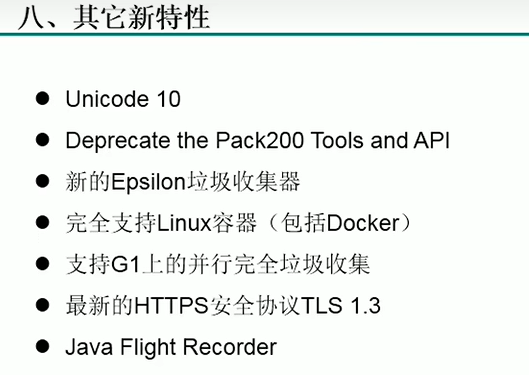 八、其它新特性
● Unicode 10
● Deprecate the Pack200 Tools and API
● 新的Epsilon垃圾收集器
● 完全支持Linux容器（包括Docker）
● 支持G1上的并行完全垃圾收集
● 最新的HTTPS安全协议TLS 1.3
● Java Flight Recorder